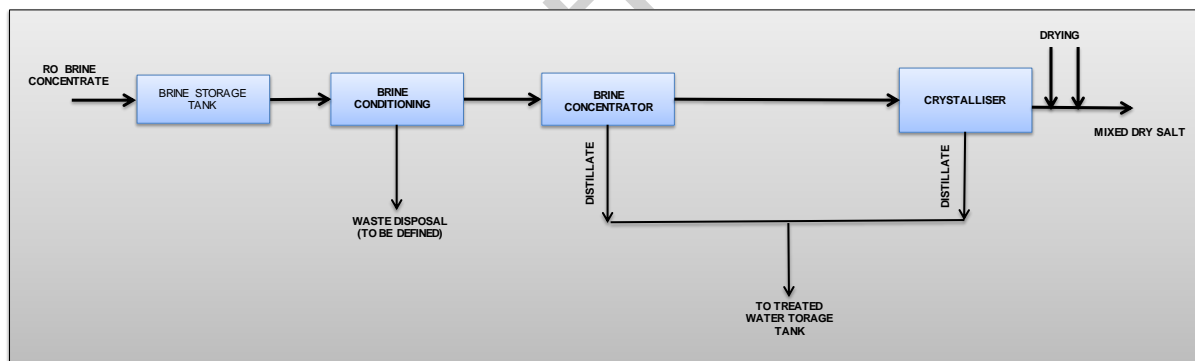 DRYING
RO BRINE
CONCENTRATE
BRINE STORAGE
TANK
BRINE
CONDITIONING
BRINE
CONCENTRATOR
CRYSTALLISER
MIXED DRY SALT
DISTILLATE
DISTILLATE
WASTE DISPOSAL
(TO BE DEFINED)
TO TREATED
WATER TORAGE
TANK